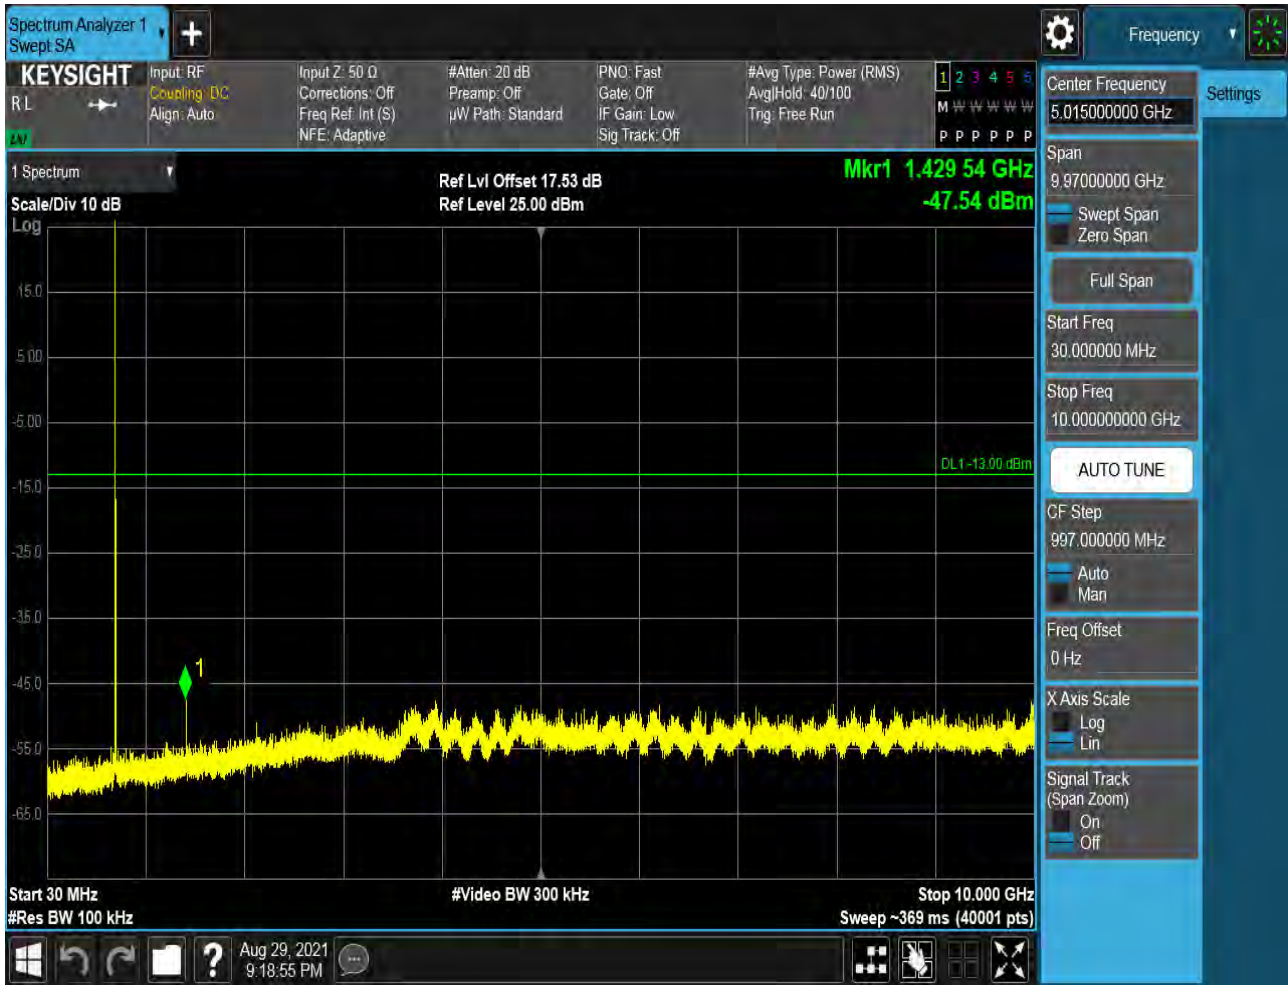 Spectrum Analyzer 1
Swept SA
Frequency
KEYSIGHT
R L
Input: RF
Coupling: DC
Align: Auto
Input Z: 50 Ω
Corrections: Off
Freq Ref: Int (S)
NFE: Adaptive
#Atten: 20 dB
Preamp: Off
µW Path: Standard
PNO: Fast
Gate: Off
IF Gain: Low
Sig Track: Off
#Avg Type: Power (RMS)
Avg|Hold: 40/100
Trig: Free Run
1 2 3 4 5 6
M W W W W W
P P P P P P
1 Spectrum
Scale/Div 10 dB
Log
Ref Lvl Offset 17.53 dB
Ref Level 25.00 dBm
Mkr1 1.429 54 GHz
-47.54 dBm
15.0
5.00
-5.00
-15.0
-25.0
-35.0
-45.0
-55.0
-65.0
DL1 -13.00 dBm
1
Start 30 MHz
#Res BW 100 kHz
#Video BW 300 kHz
Stop 10.000 GHz
Sweep ~369 ms (40001 pts)
Aug 29, 2021
9:18:55 PM
Center Frequency
5.015000000 GHz
Settings
Span
9.97000000 GHz
Swept Span
Zero Span
Full Span
Start Freq
30.000000 MHz
Stop Freq
10.000000000 GHz
AUTO TUNE
CF Step
997.000000 MHz
Auto
Man
Freq Offset
0 Hz
X Axis Scale
Log
Lin
Signal Track
(Span Zoom)
On
Off